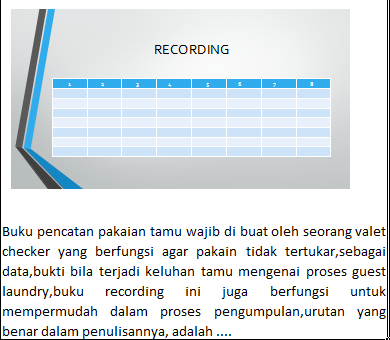 RECORDING
1 2 3 4 5 6 7 8
Buku pencatan pakaian tamu wajib di buat oleh seorang valet
checker yang berfungsi agar pakain tidak tertukar,sebagai
data,bukti bila terjadi keluhan tamu mengenai proses guest
laundry,buku recording ini juga berfungsi untuk
mempermudah dalam proses pengumpulan,urutan yang
benar dalam penulisannya, adalah ....